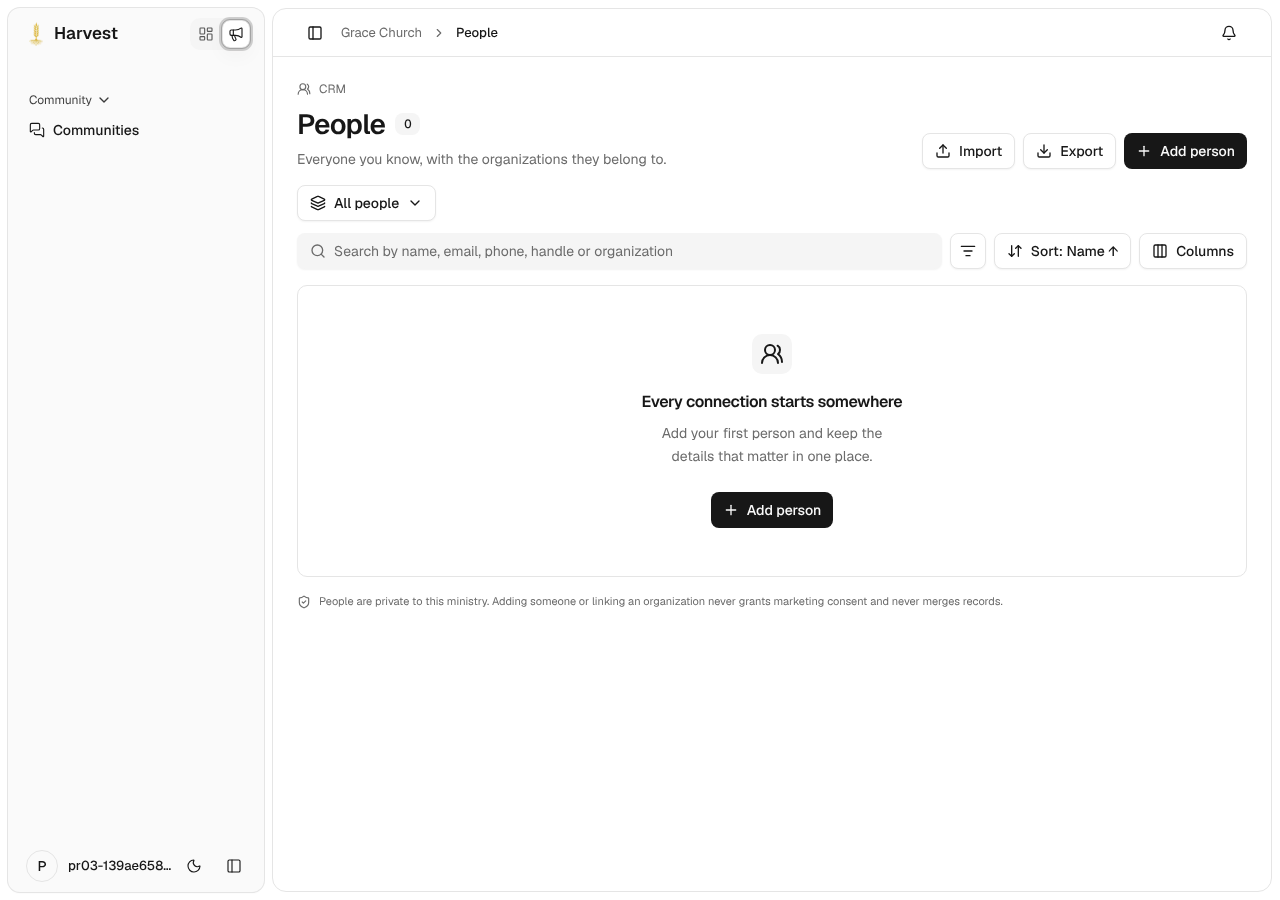 Harvest
Grace Church
People
Community
Communities
CRM
People 0
Everyone you know, with the organizations they belong to.
Import
Export
Add person
All people
Search by name, email, phone, handle or organization
Sort: Name ↑
Columns
Every connection starts somewhere
Add your first person and keep the
details that matter in one place.
Add person
People are private to this ministry. Adding someone or linking an organization never grants marketing consent and never merges records.
P
pr03-139ae658…